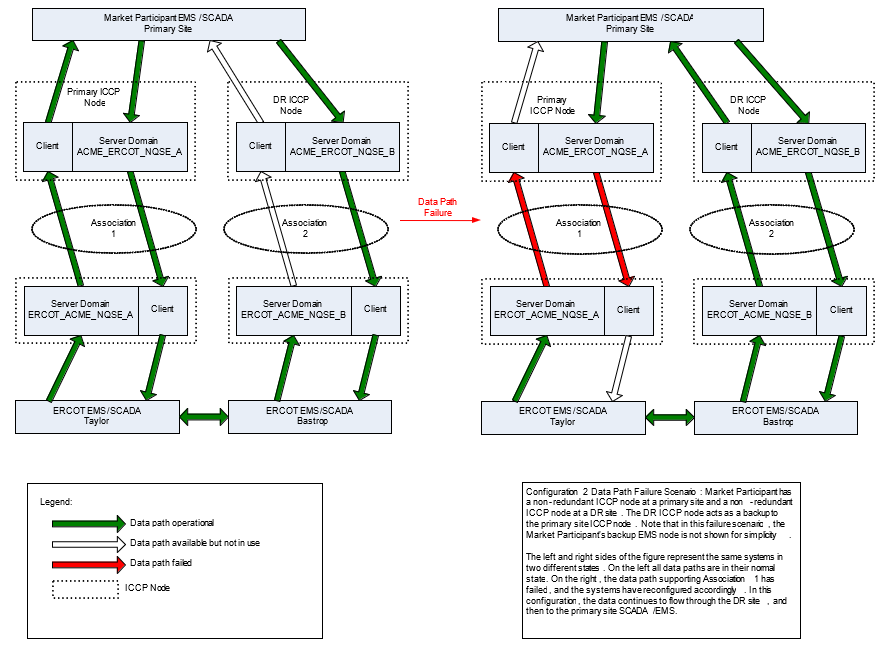 Market Participant EMS /SCADA
Primary Site
Primary ICCP
Node
DR ICCP
Node
Client
Server Domain
ACME_ERCOT_NQSE_A
Client
Server Domain
ACME_ERCOT_NQSE_B
Association
1
Association
2
Server Domain
ERCOT_ACME_NQSE_A
Client
Server Domain
ERCOT_ACME_NQSE_B
Client
ERCOT EMS/SCADA
Taylor
ERCOT EMS/SCADA
Bastrop
Data Path
Failure
Market Participant EMS /SCADA
Primary Site
Primary
ICCP Node
DR ICCP
Node
Client
Server Domain
ACME_ERCOT_NQSE_A
Client
Server Domain
ACME_ERCOT_NQSE_B
Association
1
Association
2
Server Domain
ERCOT_ACME_NQSE_A
Client
Server Domain
ERCOT_ACME_NQSE_B
Client
ERCOT EMS/SCADA
Taylor
ERCOT EMS/SCADA
Bastrop
Legend:
Data path operational
Data path available but not in use
Data path failed
ICCP Node
Configuration 2 Data Path Failure Scenario : Market Participant has
a non-redundant ICCP node at a primary site and a non -redundant
ICCP node at a DR site . The DR ICCP node acts as a backup to
the primary site ICCP node . Note that in this failure scenario , the
Market Participant's backup EMS node is not shown for simplicity .
The left and right sides of the figure represent the same systems in
two different states . On the left all data paths are in their normal
state. On the right , the data path supporting Association 1 has
failed, and the systems have reconfigured accordingly . In this
configuration, the data continues to flow through the DR site , and
then to the primary site SCADA /EMS.